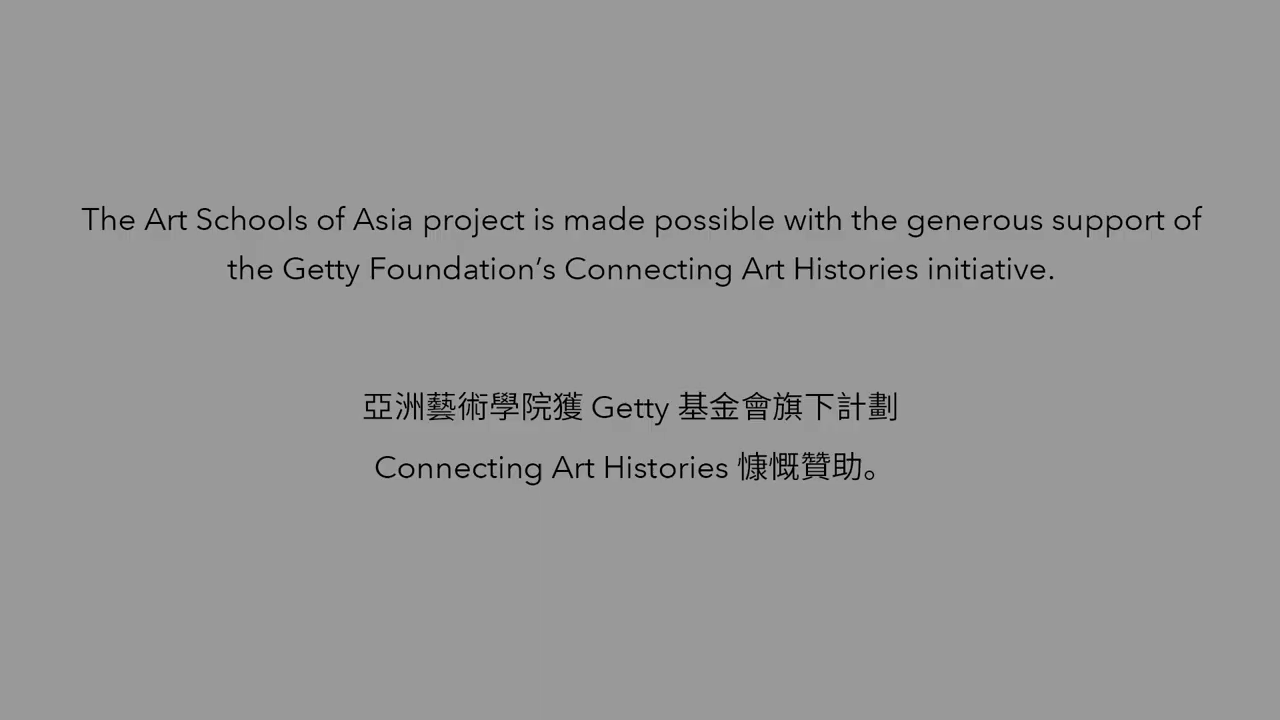 The Art Schools of Asia project is made possible with the generous support of
the Getty Foundation’s Connecting Art Histories initiative.
亞洲藝術學院獲 Getty 基金會旗下計劃
Connecting Art Histories 慷慨贊助。